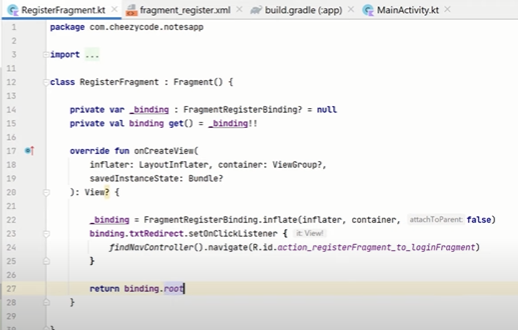 RegisterFragment.kt fragment_register.xml build.gradle (:app) MainActivity.kt
1 package com.cheezycode.notesapp
2
3 import ...
11
12 class RegisterFragment : Fragment() {
13
14 private var _binding : FragmentRegisterBinding? = null
15 private val binding get() = _binding!!
16
17 override fun onCreateView(
18 inflater: LayoutInflater, container: ViewGroup?,
19 savedInstanceState: Bundle?
20 ): View? {
21
22 _binding = FragmentRegisterBinding.inflate(inflater, container, attachToParent: false)
23 binding.txtRedirect.setOnClickListener { it: View!
24 findNavController().navigate(R.id.action_registerFragment_to_loginFragment)
25 }
26
27 return binding.root
28 }
29
}